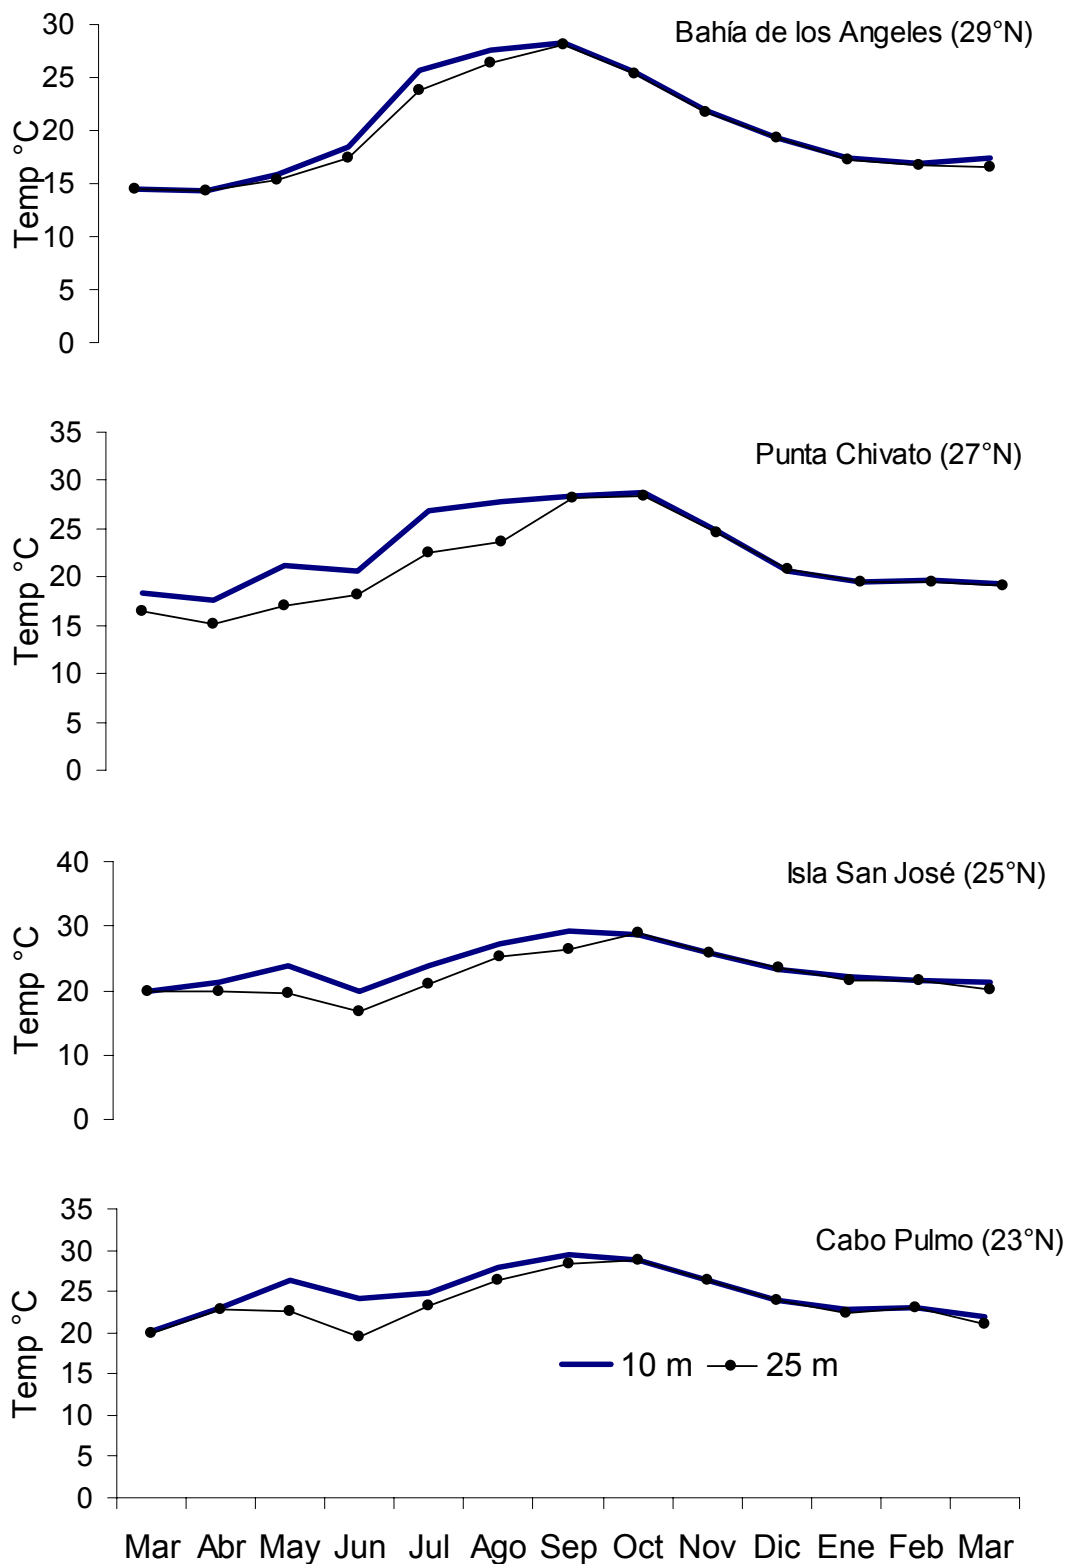 Bahía de los Angeles (29°N)
Temp °C
30
25
20
15
10
5
0
Punta Chivato (27°N)
Temp °C
35
30
25
20
15
10
5
0
Isla San José (25°N)
Temp °C
40
30
20
10
0
Cabo Pulmo (23°N)
Temp °C
35
30
25
20
15
10
5
0
10 m 25 m
Mar Abr May Jun Jul Ago Sep Oct Nov Dic Ene Feb Mar